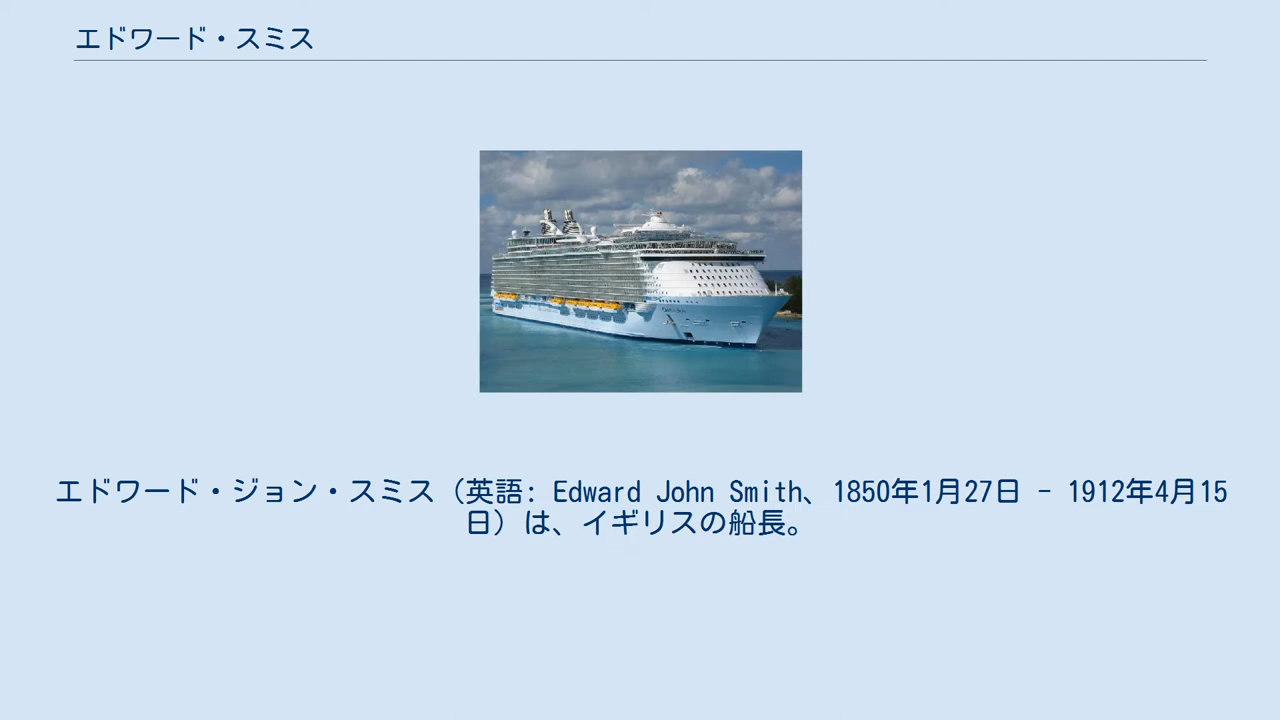 エドワード・スミス
エドワード・ジョン・スミス（英語: Edward John Smith、1850年1月27日 - 1912年4月15
日）は、イギリスの船長。